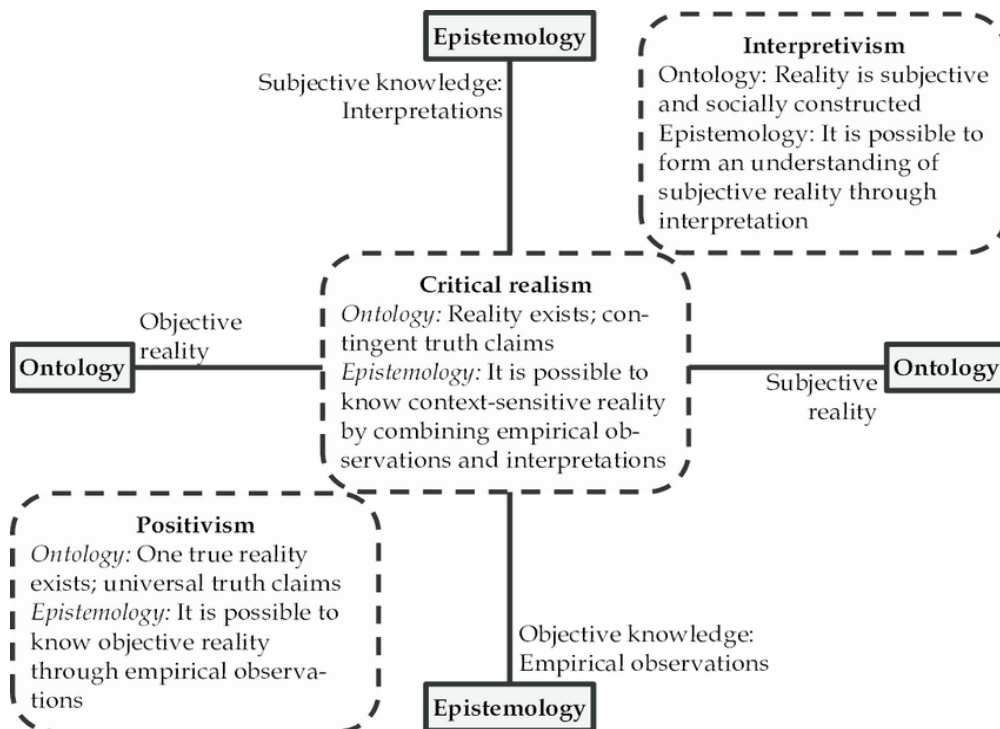 Epistemology
Subjective knowledge:
Interpretations
Interpretivism
Ontology: Reality is subjective
and socially constructed
Epistemology: It is possible to
form an understanding of
subjective reality through
interpretation
Critical realism
Ontology: Reality exists; con-
tingent truth claims
Epistemology: It is possible to
know context-sensitive reality
by combining empirical ob-
servations and interpretations
Objective
reality
Ontology
Subjective
reality
Ontology
Positivism
Ontology: One true reality
exists; universal truth claims
Epistemology: It is possible to
know objective reality
through empirical observa-
tions
Objective knowledge:
Empirical observations
Epistemology